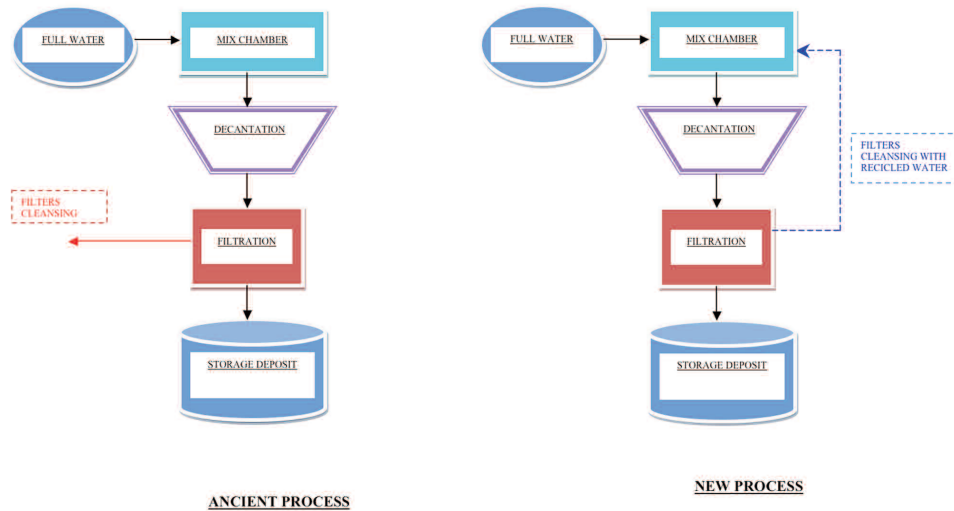 FULL WATER
MIX CHAMBER
DECANTATION
FILTERS
CLEANSING
FILTRATION
STORAGE DEPOSIT
ANCIENT PROCESS
FULL WATER
MIX CHAMBER
DECANTATION
FILTERS
CLEANSING WITH
RECICLED WATER
FILTRATION
STORAGE DEPOSIT
NEW PROCESS